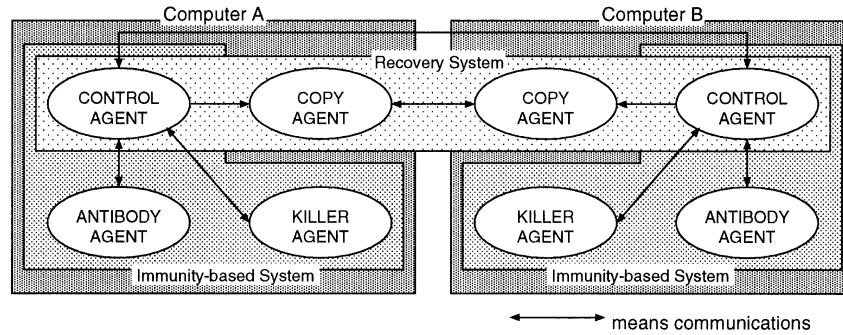 Computer A
Computer B
Recovery System
CONTROL
AGENT
COPY
AGENT
COPY
AGENT
CONTROL
AGENT
ANTIBODY
AGENT
KILLER
AGENT
KILLER
AGENT
ANTIBODY
AGENT
Immunity-based System
Immunity-based System
means communications